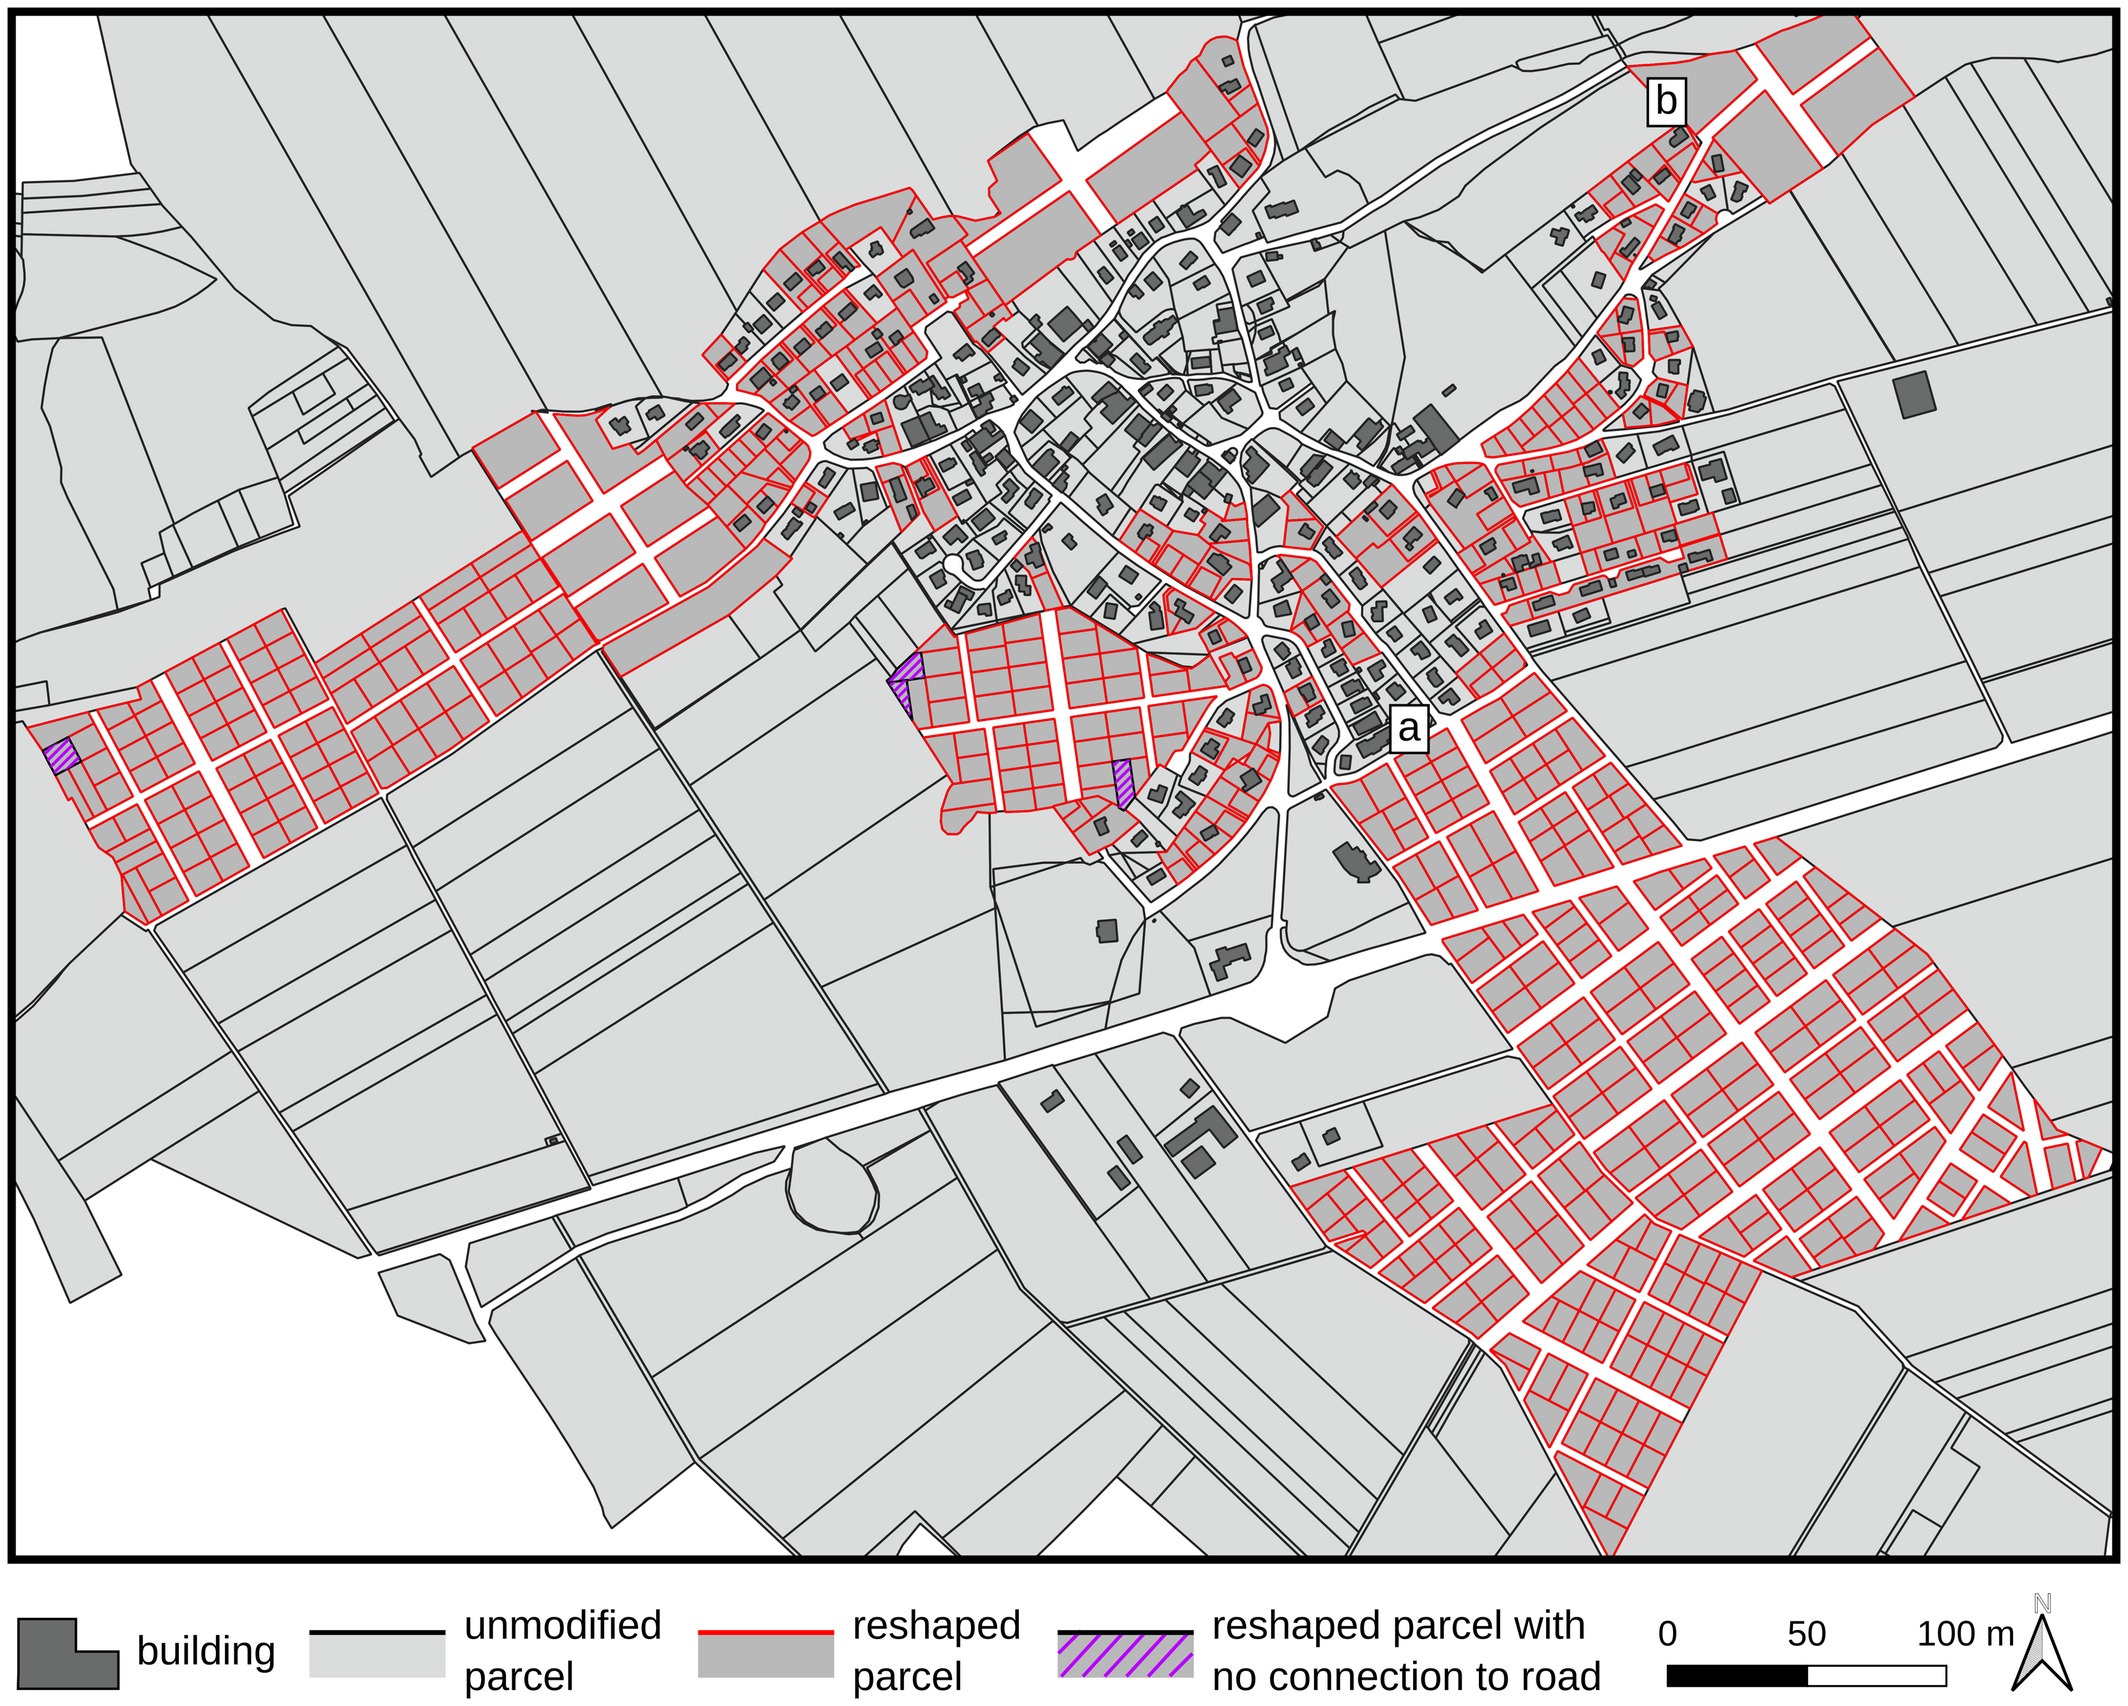 b
a
building
unmodified
parcel
reshaped
parcel
reshaped parcel with
no connection to road
0 50 100 m
N